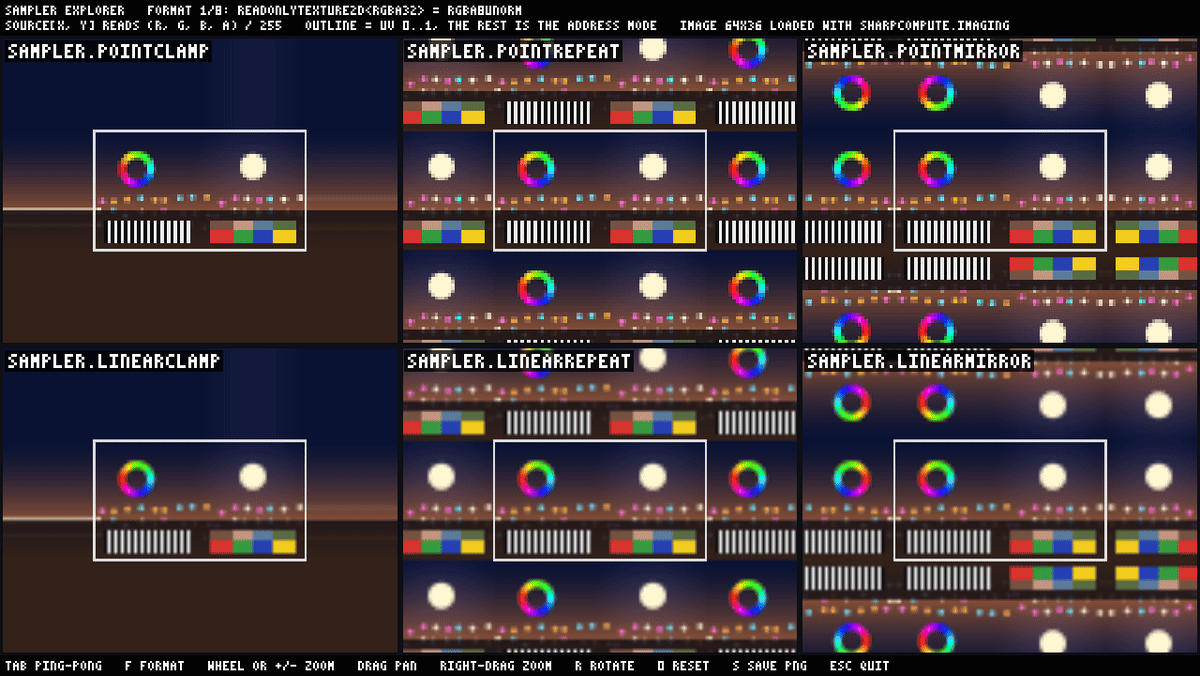 SAMPLER EXPLORER   FORMAT 1/8: READONLYTEXTURE2D<RGBA32> = RGBA8UNORM
SOURCE[X, Y] READS (R, G, B, A) / 255   OUTLINE = UV 0..1, THE REST IS THE ADDRESS MODE   IMAGE 64X36 LOADED WITH SHARPCOMPUTE.IMAGING
SAMPLER.POINTCLAMP
SAMPLER.POINTREPEAT
SAMPLER.POINTMIRROR
SAMPLER.LINEARCLAMP
SAMPLER.LINEARREPEAT
SAMPLER.LINEARMIRROR
TAB PING-PONG   F FORMAT   WHEEL OR +/- ZOOM   DRAG PAN   RIGHT-DRAG ZOOM   R ROTATE   0 RESET   S SAVE PNG   ESC QUIT